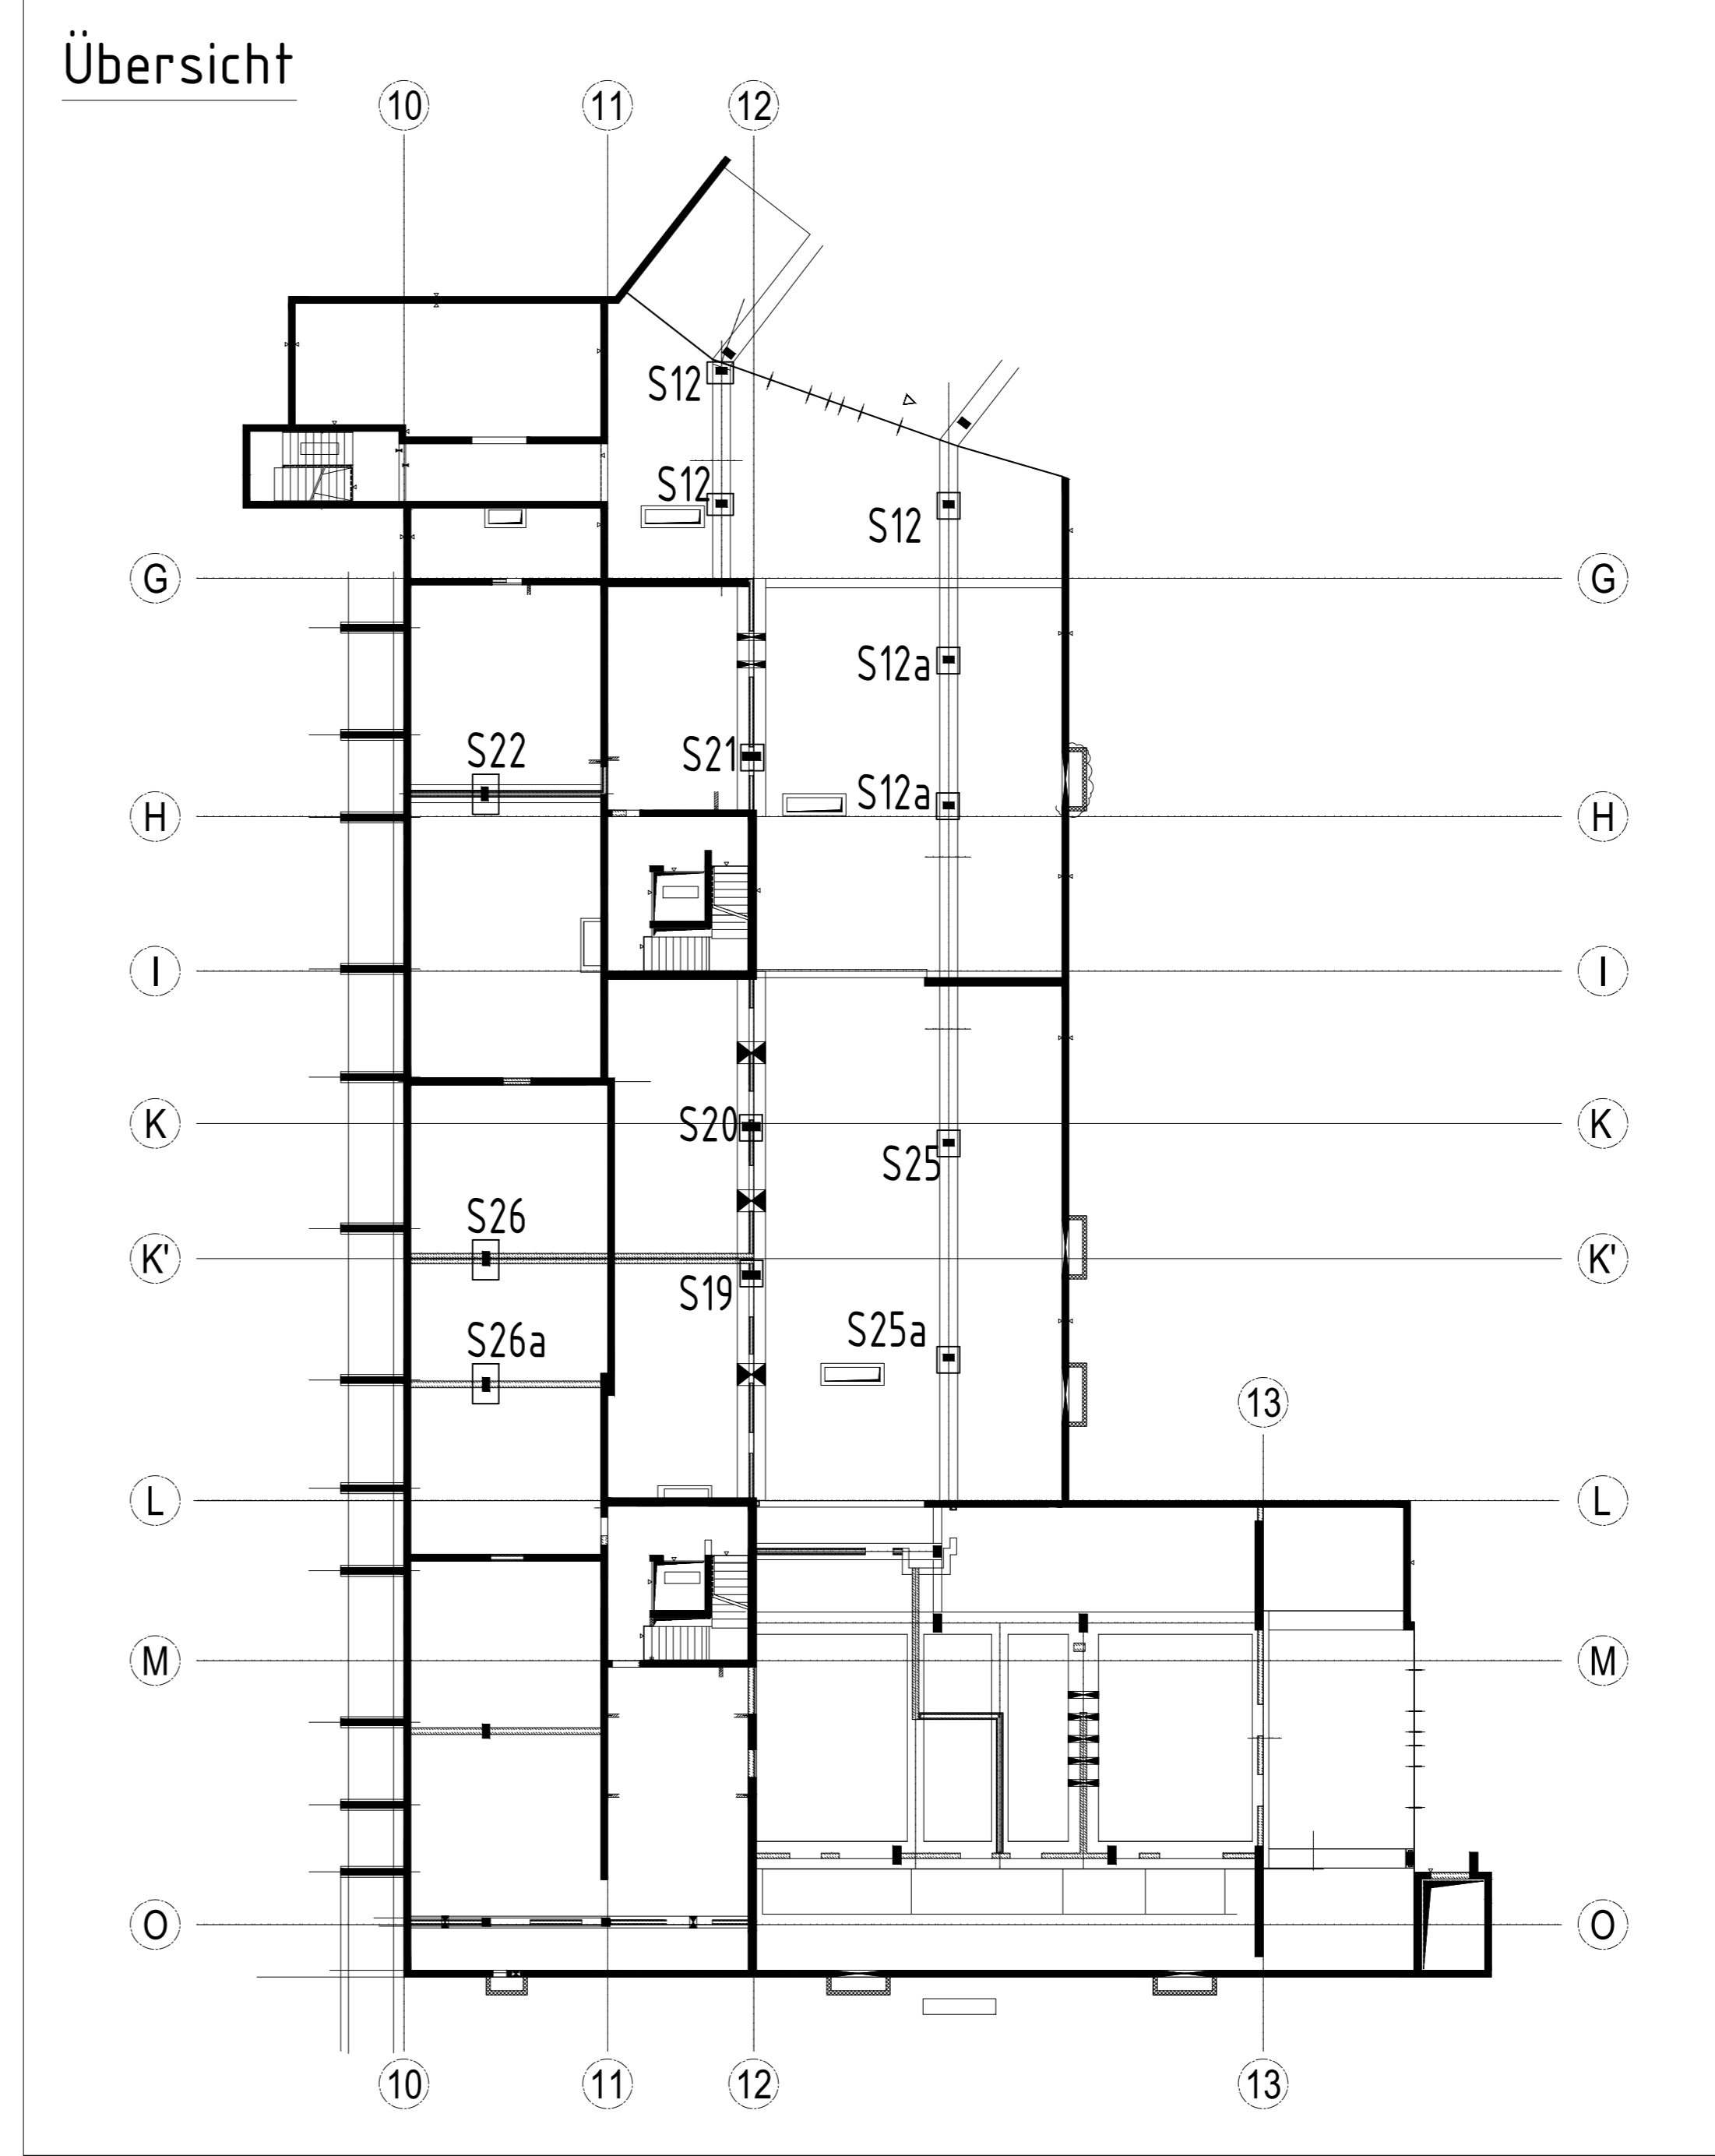 Übersicht
10 11 12
S12
S12
S12
G G
S12a
S22 S21
S12a
H H
I I
K S20 K
S25
S26
K' K'
S19
S25a
S26a
13
L L
M M
O O
10 11 12 13